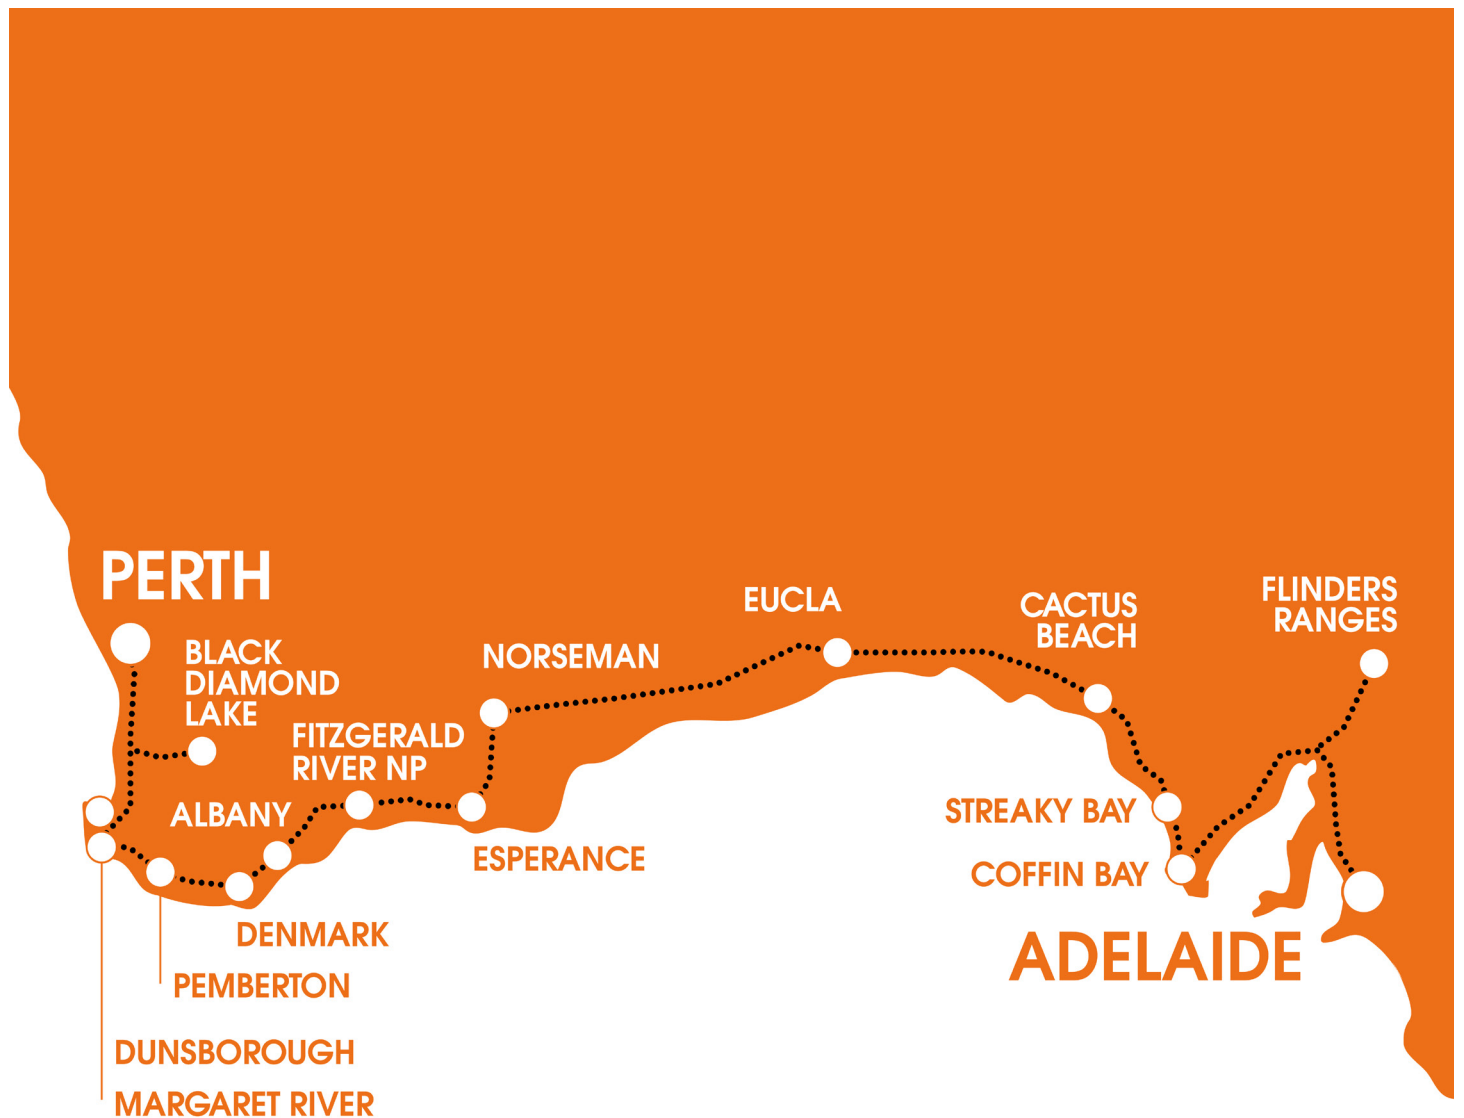 PERTH
BLACK
DIAMOND
LAKE
FITZGERALD
RIVER NP
ALBANY
NORSEMAN
EUCLA
CACTUS
BEACH
FLINDERS
RANGES
STREAKY BAY
COFFIN BAY
ESPERANCE
DENMARK
ADELAIDE
PEMBERTON
DUNSBOROUGH
MARGARET RIVER